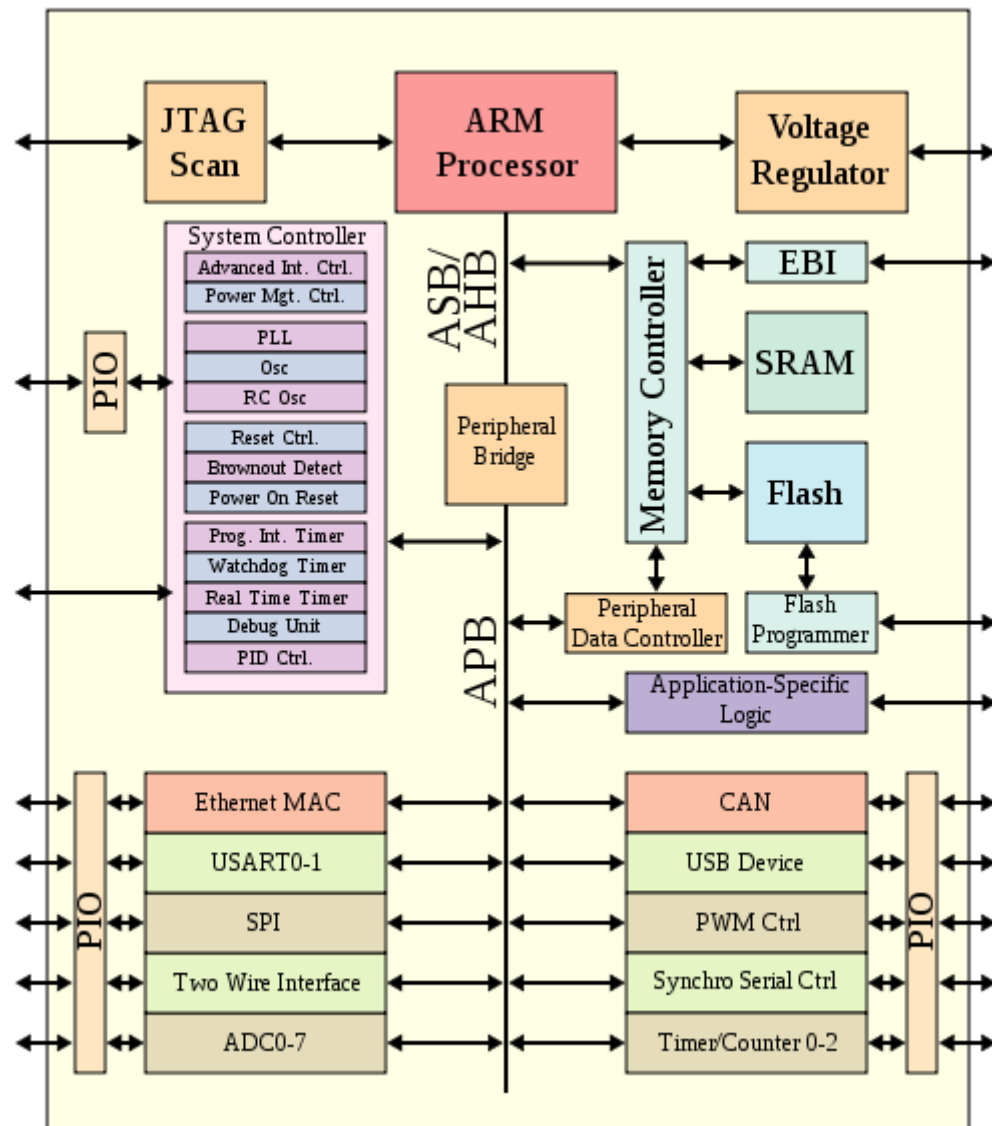 JTAG
Scan
ARM
Processor
Voltage
Regulator
System Controller
Advanced Int. Ctrl.
Power Mgt. Ctrl.
PLL
Osc
RC Osc
Reset Ctrl.
Brownout Detect
Power On Reset
Prog. Int. Timer
Watchdog Timer
Real Time Timer
Debug Unit
PID Ctrl.
PIO
ASB/
AHB
Peripheral
Bridge
APB
Memory Controller
EBI
SRAM
Flash
Peripheral
Data Controller
Flash
Programmer
Application-Specific
Logic
PIO
Ethernet MAC
USART0-1
SPI
Two Wire Interface
ADC0-7
CAN
USB Device
PWM Ctrl
Synchro Serial Ctrl
Timer/Counter 0-2
PIO